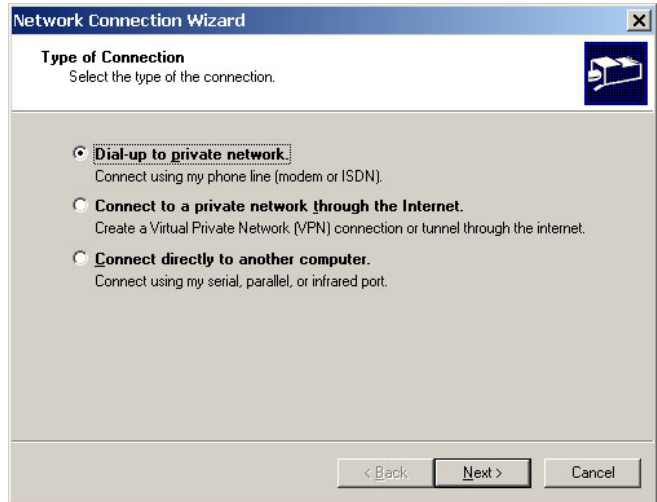 Network Connection Wizard
Type of Connection
Select the type of the connection.
Dial-up to private network.
Connect using my phone line (modem or ISDN).
Connect to a private network through the Internet.
Create a Virtual Private Network (VPN) connection or tunnel through the internet.
Connect directly to another computer.
Connect using my serial, parallel, or infrared port.
< Back Next > Cancel